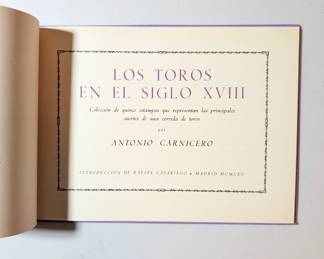 LOS TOROS
EN EL SIGLO XVIII
Colección de quince estampas que representan las principales
suertes de una corrida de toros
por
ANTONIO CARNICERO
INTRODUCCIÓN DE RAFAEL CASARIEGO • MADRID